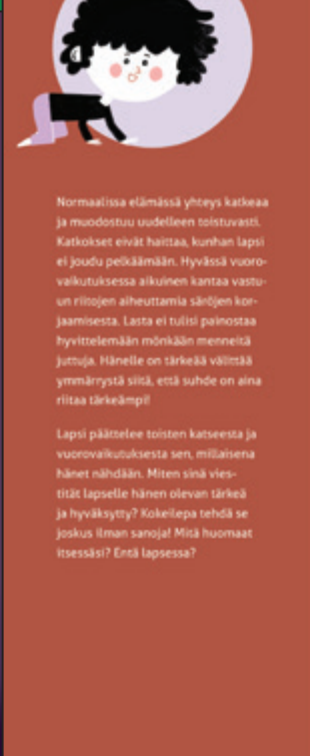 Normaalissa elämässä yhteys katkeaa
ja muodostuu uudelleen toistuvasti.
Katkokset eivät haittaa, kunhan lapsi
ei joudu pelkäämään. Hyvässä vuoro-
vaikutuksessa aikuinen kantaa vastu-
un riitojen aiheuttamia säröjen kor-
jaamisesta. Lasta ei tulisi painostaa
hyvittelemään mönkään menneitä
juttuja. Hänelle on tärkeää välittää
ymmärrystä siitä, että suhde on aina
riitaa tärkeämpi!
Lapsi päättelee toisten katseesta ja
vuorovaikutuksesta sen, millaisena
hänet nähdään. Miten sinä vies-
tität lapselle hänen olevan tärkeä
ja hyväksytty? Kokeilepa tehdä se
joskus ilman sanoja! Mitä huomaat
itsessäsi? Entä lapsessa?